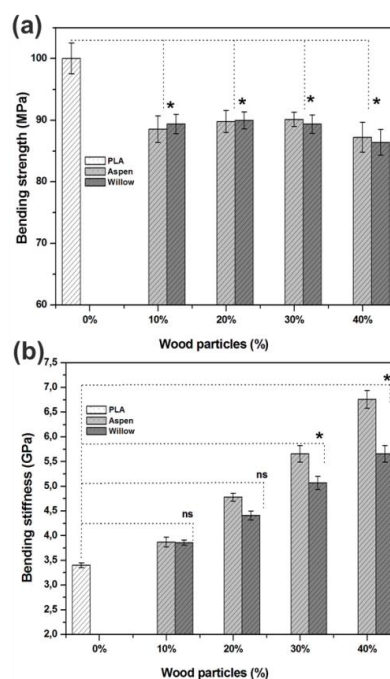 (a)
Bending strength (MPa)
100
90
80
70
60
PLA
Aspen
Willow
* * * *
0% 10% 20% 30% 40%
Wood particles (%)
(b)
Bending stiffness (GPa)
7,5
7,0
6,5
6,0
5,5
5,0
4,5
4,0
3,5
3,0
2,5
2,0
PLA
Aspen
Willow
ns
ns
*
*
0% 10% 20% 30% 40%
Wood particles (%)